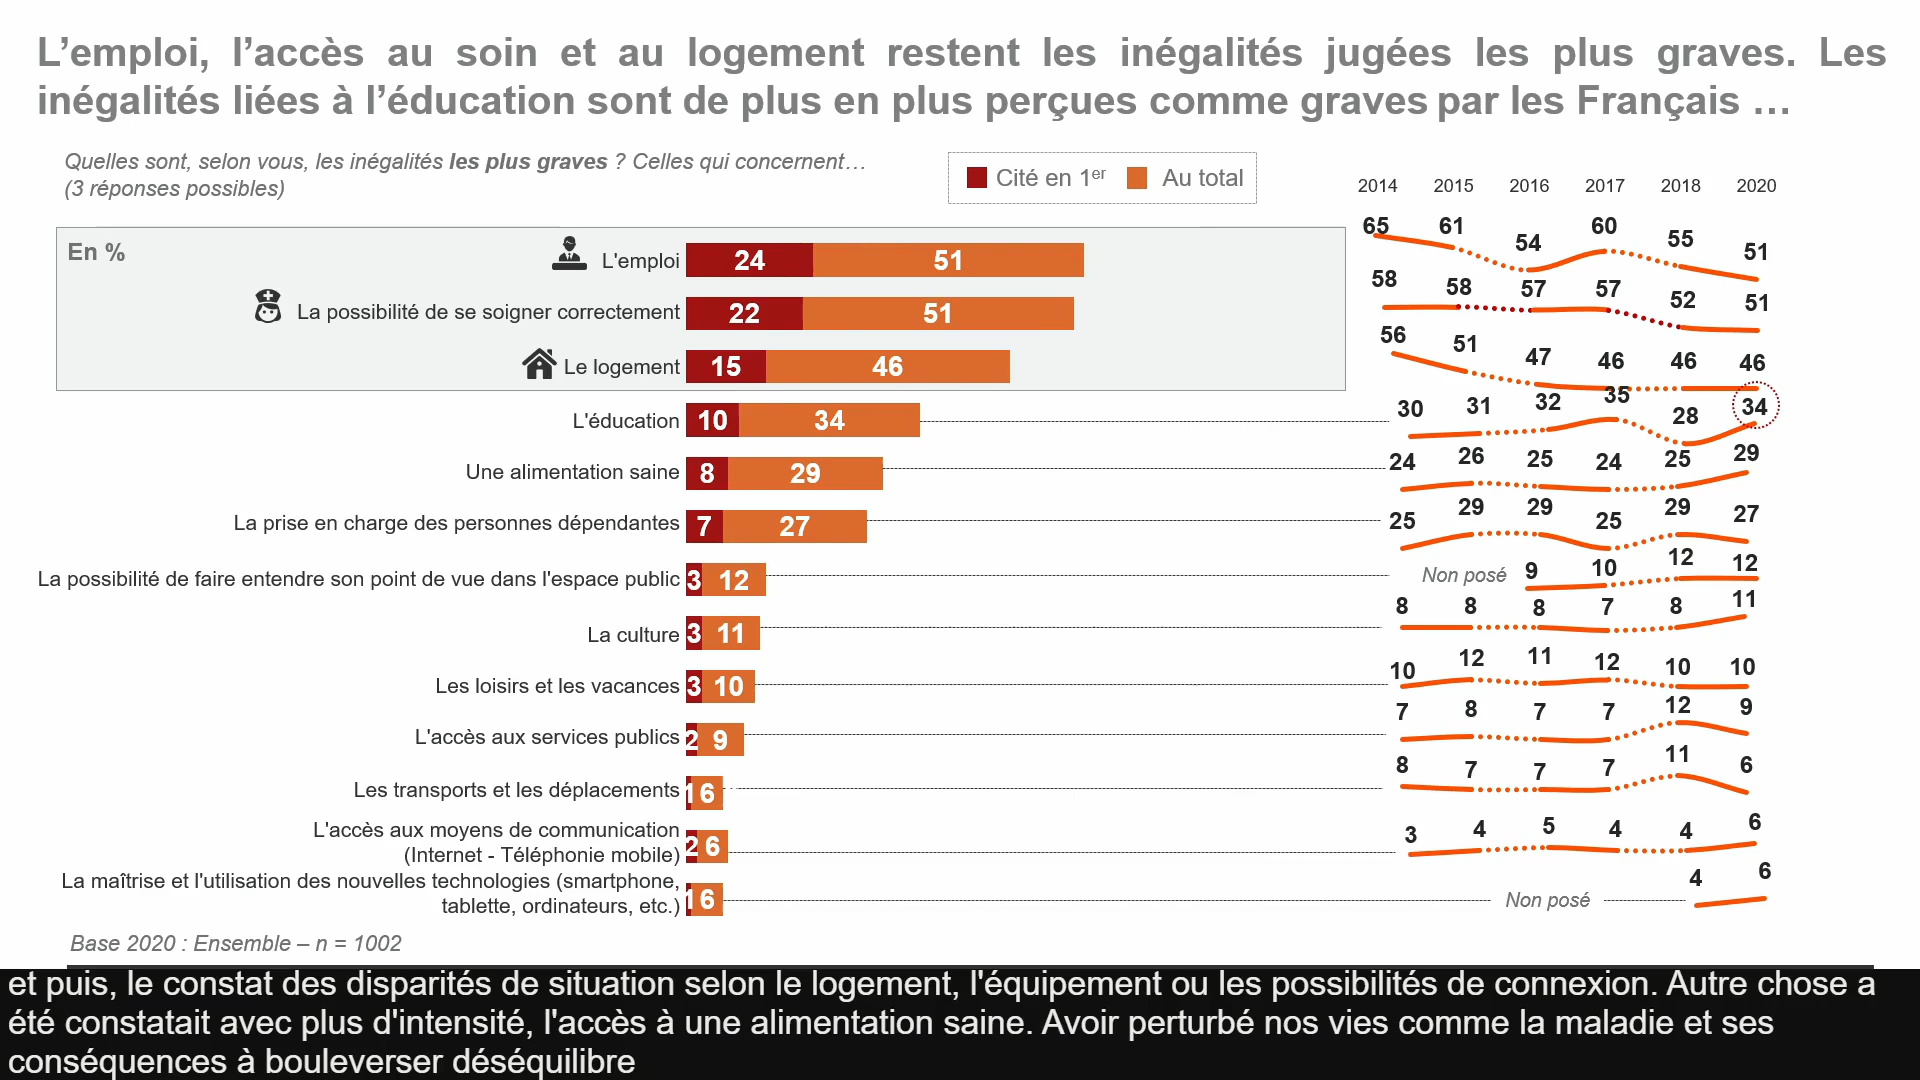 L’emploi, l’accès au soin et au logement restent les inégalités jugées les plus graves. Les
inégalités liées à l’éducation sont de plus en plus perçues comme graves par les Français …
Quelles sont, selon vous, les inégalités les plus graves ? Celles qui concernent…
(3 réponses possibles)
Cité en 1er Au total
2014 2015 2016 2017 2018 2020
En %
L'emploi 24 51 65 61 54 60 55 51
La possibilité de se soigner correctement 22 51 58 58 57 57 52 51
Le logement 15 46 56 51 47 46 46 46
L'éducation 10 34 30 31 32 35 28 34
Une alimentation saine 8 29 24 26 25 24 25 29
La prise en charge des personnes dépendantes 7 27 25 29 29 25 29 27
La possibilité de faire entendre son point de vue dans l'espace public 3 12 Non posé 9 10 12 12
La culture 3 11 8 8 8 7 8 11
Les loisirs et les vacances 3 10 10 12 11 12 10 10
L'accès aux services publics 2 9 7 8 7 7 12 9
Les transports et les déplacements 1 6 8 7 7 7 11 6
L'accès aux moyens de communication
(Internet - Téléphonie mobile) 2 6 3 4 5 4 4 6
La maîtrise et l'utilisation des nouvelles technologies (smartphone,
tablette, ordinateurs, etc.) 1 6 Non posé 4 6
Base 2020 : Ensemble – n = 1002
et puis, le constat des disparités de situation selon le logement, l'équipement ou les possibilités de connexion. Autre chose a
été constatait avec plus d'intensité, l'accès à une alimentation saine. Avoir perturbé nos vies comme la maladie et ses
conséquences à bouleverser déséquilibre